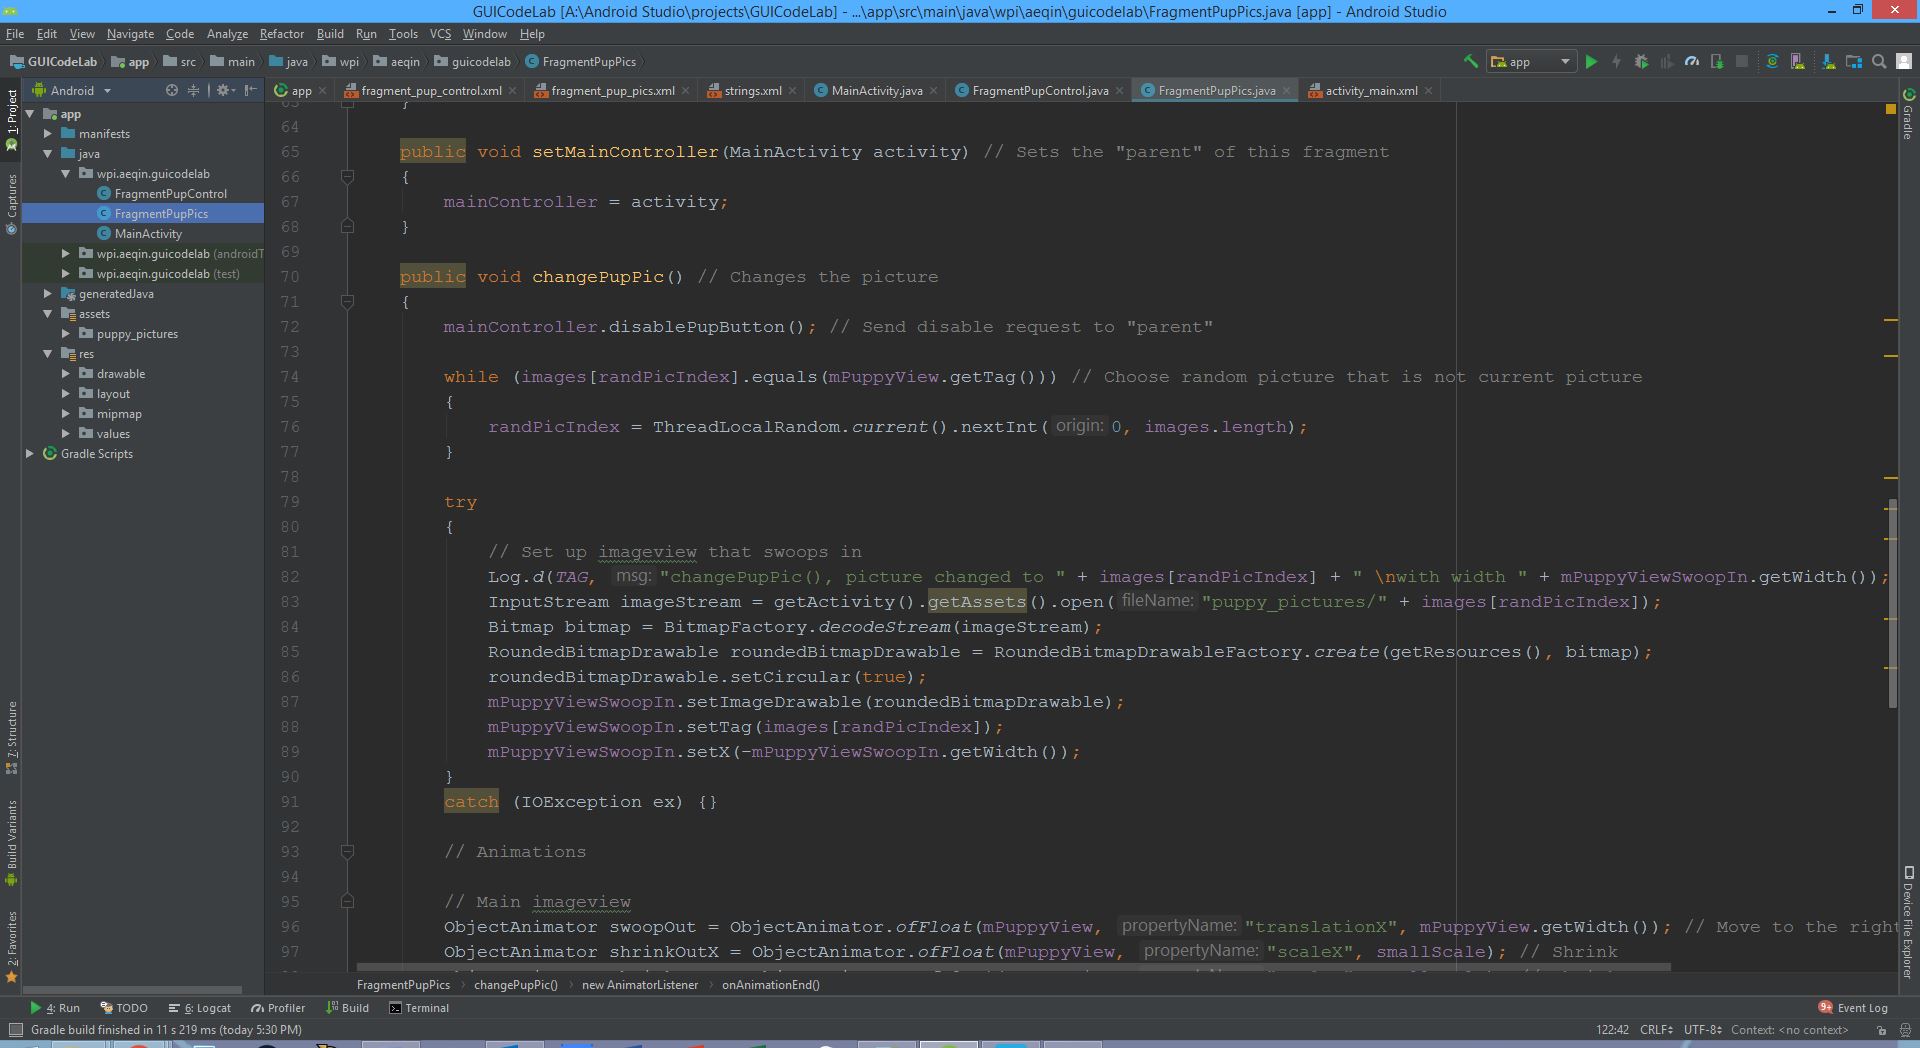 GUICodeLab [A:\Android Studio\projects\GUICodeLab] - ...\app\src\main\java\wpi\aeqin\guicodelab\FragmentPupPics.java [app] - Android Studio
File Edit View Navigate Code Analyze Refactor Build Run Tools VCS Window Help
GUICodeLab app src main java wpi aeqin guicodelab FragmentPupPics app
Android app fragment_pup_control.xml fragment_pup_pics.xml strings.xml MainActivity.java FragmentPupControl.java FragmentPupPics.java activity_main.xml
1: Project
Captures
7: Structure
Build Variants
2: Favorites
app
manifests
java
wpi.aeqin.guicodelab
FragmentPupControl
FragmentPupPics
MainActivity
wpi.aeqin.guicodelab (androidT
wpi.aeqin.guicodelab (test)
generatedJava
assets
puppy_pictures
res
drawable
layout
mipmap
values
Gradle Scripts
63 }
64
65 public void setMainController(MainActivity activity) // Sets the "parent" of this fragment
66 {
67 mainController = activity;
68 }
69
70 public void changePupPic() // Changes the picture
71 {
72 mainController.disablePupButton(); // Send disable request to "parent"
73
74 while (images[randPicIndex].equals(mPuppyView.getTag())) // Choose random picture that is not current picture
75 {
76 randPicIndex = ThreadLocalRandom.current().nextInt( origin: 0, images.length);
77 }
78
79 try
80 {
81 // Set up imageview that swoops in
82 Log.d(TAG, msg: "changePupPic(), picture changed to " + images[randPicIndex] + " \nwith width " + mPuppyViewSwoopIn.getWidth());
83 InputStream imageStream = getActivity().getAssets().open( fileName: "puppy_pictures/" + images[randPicIndex]);
84 Bitmap bitmap = BitmapFactory.decodeStream(imageStream);
85 RoundedBitmapDrawable roundedBitmapDrawable = RoundedBitmapDrawableFactory.create(getResources(), bitmap);
86 roundedBitmapDrawable.setCircular(true);
87 mPuppyViewSwoopIn.setImageDrawable(roundedBitmapDrawable);
88 mPuppyViewSwoopIn.setTag(images[randPicIndex]);
89 mPuppyViewSwoopIn.setX(-mPuppyViewSwoopIn.getWidth());
90 }
91 catch (IOException ex) {}
92
93 // Animations
94
95 // Main imageview
96 ObjectAnimator swoopOut = ObjectAnimator.ofFloat(mPuppyView, propertyName: "translationX", mPuppyView.getWidth()); // Move to the right
97 ObjectAnimator shrinkOutX = ObjectAnimator.ofFloat(mPuppyView, propertyName: "scaleX", smallScale); // Shrink
Gradle
Device File Explorer
FragmentPupPics changePupPic() new AnimatorListener onAnimationEnd()
4: Run TODO 6: Logcat Profiler Build Terminal 9+ Event Log
Gradle build finished in 11 s 219 ms (today 5:30 PM) 122:42 CRLF UTF-8 Context: <no context>